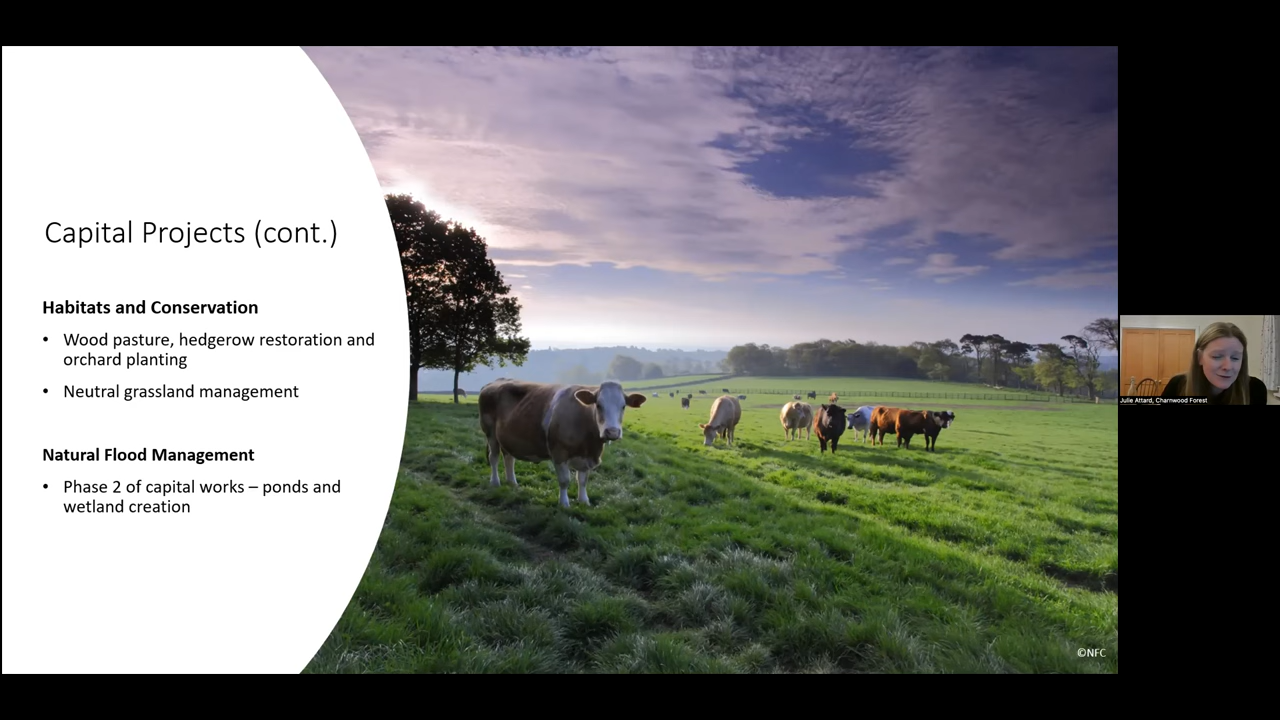 Capital Projects (cont.)
Habitats and Conservation
• Wood pasture, hedgerow restoration and
orchard planting
• Neutral grassland management
Natural Flood Management
• Phase 2 of capital works – ponds and
wetland creation
©NFC
Julie Attard, Charnwood Forest